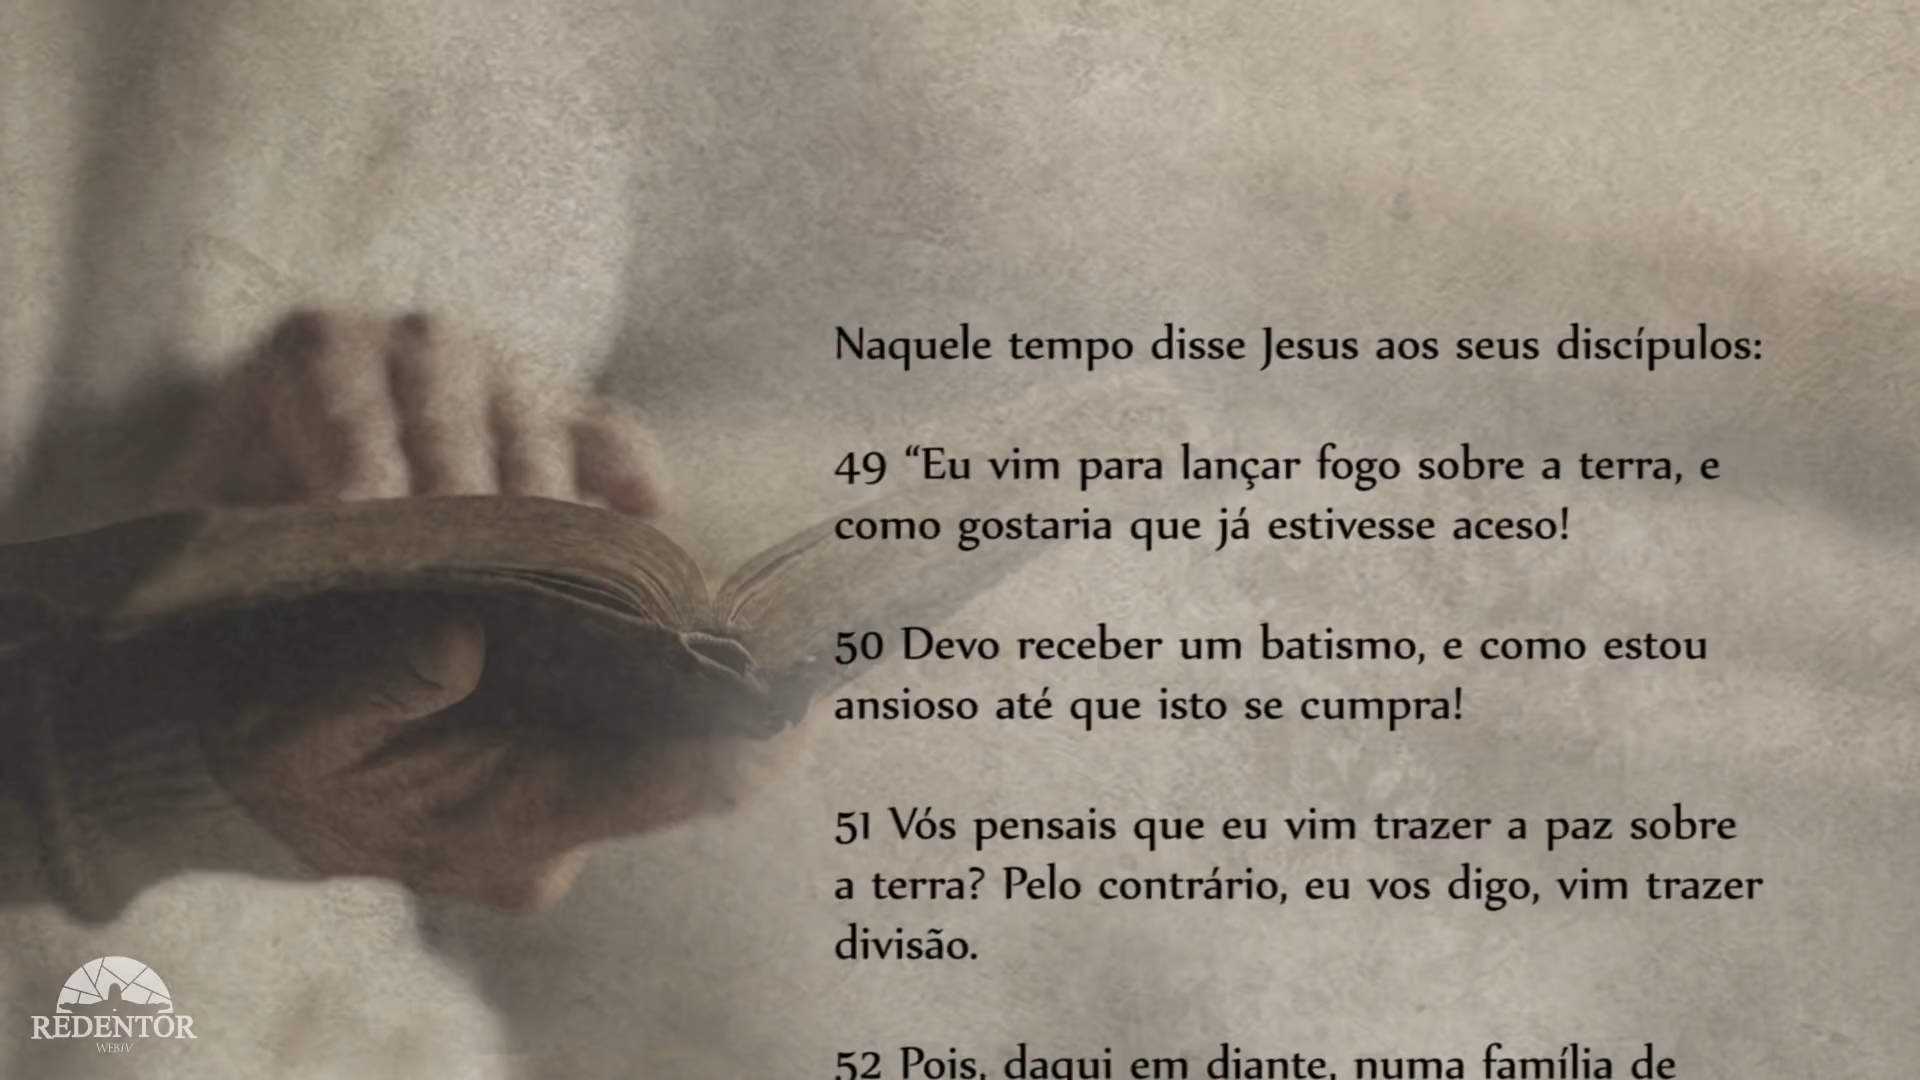 Naquele tempo disse Jesus aos seus discípulos:
49 “Eu vim para lançar fogo sobre a terra, e
como gostaria que já estivesse aceso!
50 Devo receber um batismo, e como estou
ansioso até que isto se cumpra!
51 Vós pensais que eu vim trazer a paz sobre
a terra? Pelo contrário, eu vos digo, vim trazer
divisão.
52 Pois, daqui em diante, numa família de
REDENTOR
WEBTV